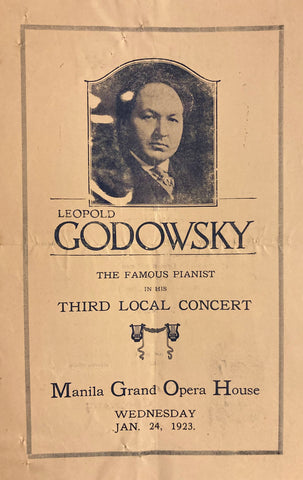 LEOPOLD
GODOWSKY
THE FAMOUS PIANIST
IN HIS
THIRD LOCAL CONCERT
Manila Grand Opera House
WEDNESDAY
JAN. 24, 1923.